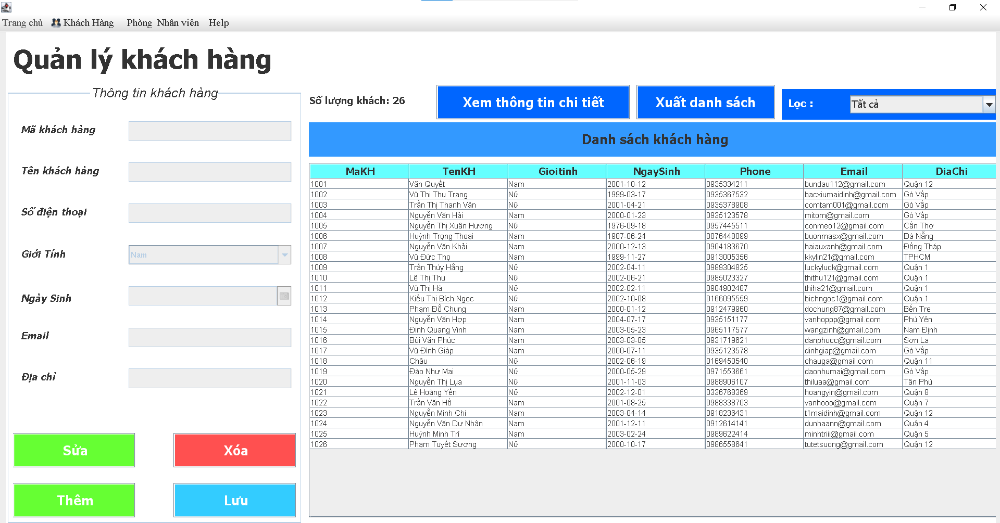 Trang chủ Khách Hàng Phòng Nhân viên Help
Quản lý khách hàng
Thông tin khách hàng
Mã khách hàng
Tên khách hàng
Số điện thoại
Giới Tính Nam
Ngày Sinh
Email
Địa chỉ
Sửa Xóa
Thêm Lưu
Số lượng khách: 26 Xem thông tin chi tiết Xuất danh sách Lọc : Tất cả
Danh sách khách hàng
MaKH TenKH Gioitinh NgaySinh Phone Email DiaChi
1001 Văn Quyết Nam 2001-10-12 0935334211 bundau112@gmail.com Quận 12
1002 Vũ Thị Thu Trang Nữ 1999-03-17 0935367532 bacxiumaidinh@gmail.com Gò Vấp
1003 Trần Thị Thanh Vân Nữ 2001-04-21 0935378908 comtam001@gmail.com Gò Vấp
1004 Nguyễn Văn Hải Nam 2000-01-23 0935123578 mitom@gmail.com Gò Vấp
1005 Nguyễn Thị Xuân Hương Nữ 1976-09-18 0957445511 conmeo12@gmail.com Cần Thơ
1006 Huỳnh Trọng Thoại Nam 1987-06-24 0876448899 buonmasx@gmail.com Đà Nẵng
1007 Nguyễn Văn Khải Nam 2000-12-13 0904183670 haiauxanh@gmail.com Đồng Tháp
1008 Vũ Đức Thọ Nam 1999-11-27 0913005356 kkylin21@gmail.com TPHCM
1009 Trần Thúy Hằng Nữ 2002-04-11 0989304825 luckyluck@gmail.com Quận 1
1010 Lê Thị Thu Nữ 2002-06-21 0985023327 thithu121@gmail.com Quận 1
1011 Vũ Thị Hà Nữ 2002-02-11 0904902487 thiha21@gmail.com Quận 1
1012 Kiều Thị Bích Ngọc Nữ 2002-10-08 0166095559 bichngoc1@gmail.com Quận 1
1013 Phạm Đỗ Chung Nam 2000-01-12 0912479960 dochung87@gmail.com Bến Tre
1014 Nguyễn Văn Hợp Nam 2004-07-17 0935151177 vanhoppp@gmail.com Phú Yên
1015 Đinh Quang Vinh Nam 2003-05-23 0965117577 wangzinh@gmail.com Nam Định
1016 Bùi Văn Phúc Nam 2003-03-05 0931719621 danphucc@gmail.com Sơn La
1017 Vũ Đình Giáp Nam 2000-07-11 0935123578 dinhgiap@gmail.com Gò Vấp
1018 Châu Nữ 2002-06-19 0169450540 chauga@gmail.com Quận 11
1019 Đào Như Mai Nữ 2000-05-29 0971553661 daonhumai@gmail.com Gò Vấp
1020 Nguyễn Thị Lụa Nữ 2001-11-03 0988906107 thiluaa@gmail.com Tân Phú
1021 Lê Hoàng Yến Nữ 2002-12-01 0336768369 hoangyin@gmail.com Quận 8
1022 Trần Văn Hồ Nam 2001-08-25 0988338703 vanhooo@gmail.com Quận 7
1023 Nguyễn Minh Chí Nam 2003-04-14 0918236431 t1maidinh@gmail.com Quận 12
1024 Nguyễn Văn Dư Nhân Nam 2001-12-11 0912614141 dunhaann@gmail.com Quận 4
1025 Huỳnh Minh Trí Nam 2003-02-24 0989622414 minhtriii@gmail.com Quận 5
1026 Phạm Tuyết Sương Nữ 2000-10-17 0986558641 tutetsuong@gmail.com Quận 12